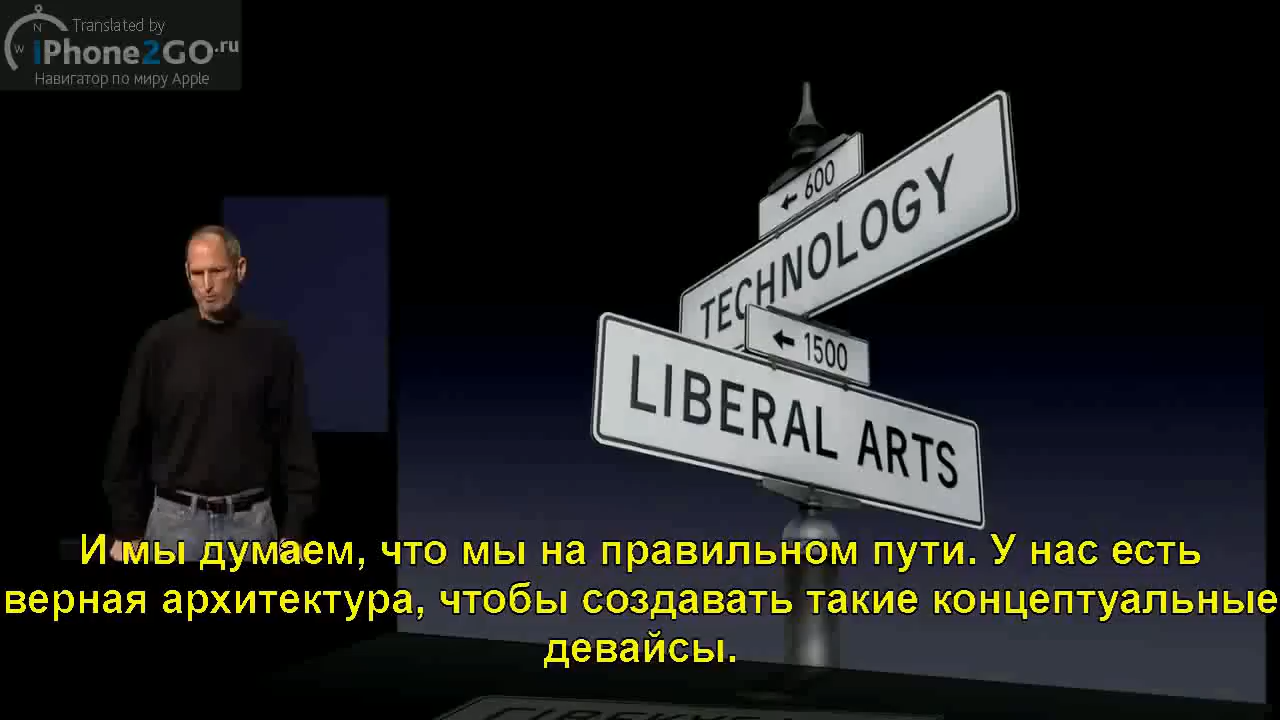 N
Translated by
W
iPhone2GO.ru
Навигатор по миру Apple
← 600
TECHNOLOGY
← 1500
LIBERAL ARTS
И мы думаем, что мы на правильном пути. У нас есть
верная архитектура, чтобы создавать такие концептуальные
девайсы.